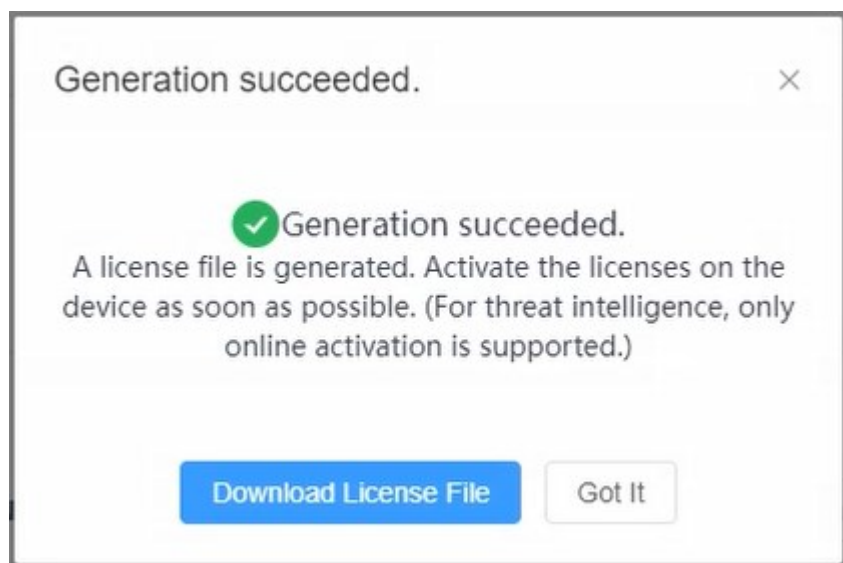 Generation succeeded.
Generation succeeded.
A license file is generated. Activate the licenses on the
device as soon as possible. (For threat intelligence, only
online activation is supported.)
Download License File
Got It